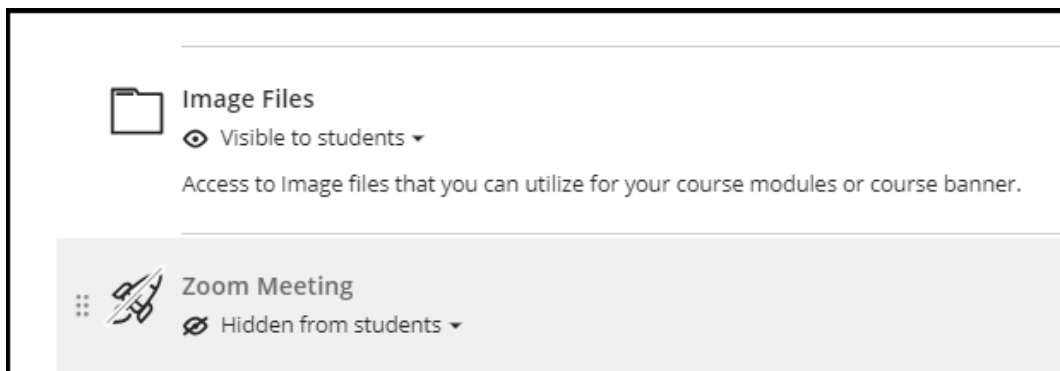 Image Files
Visible to students
Access to Image files that you can utilize for your course modules or course banner.
Zoom Meeting
Hidden from students